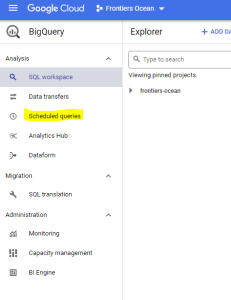 Google Cloud Frontiers Ocean
BigQuery
Explorer + ADD DA
Analysis
SQL workspace
Data transfers
Scheduled queries
Analytics Hub
Dataform
Migration
SQL translation
Administration
Monitoring
Capacity management
BI Engine
Type to search
Viewing pinned projects.
frontiers-ocean